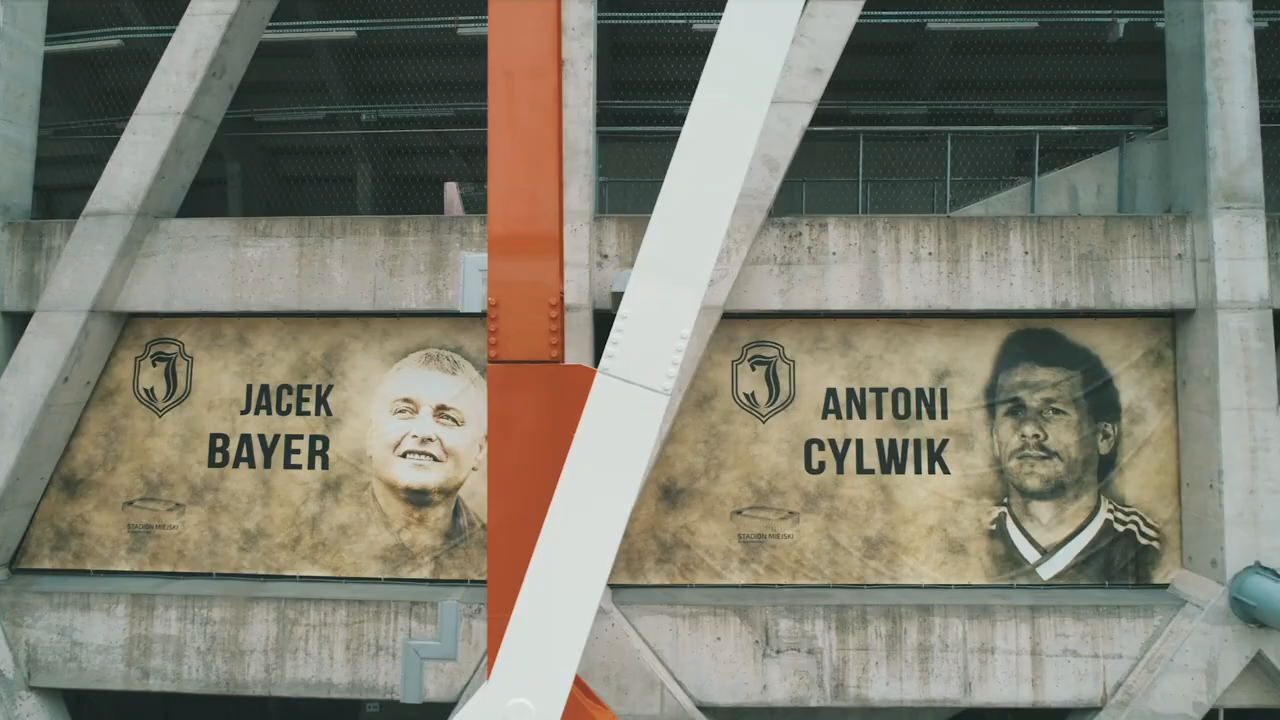 JACEK
BAYER
STADION MIEJSKI
ANTONI
CYLWIK
STADION MIEJSKI